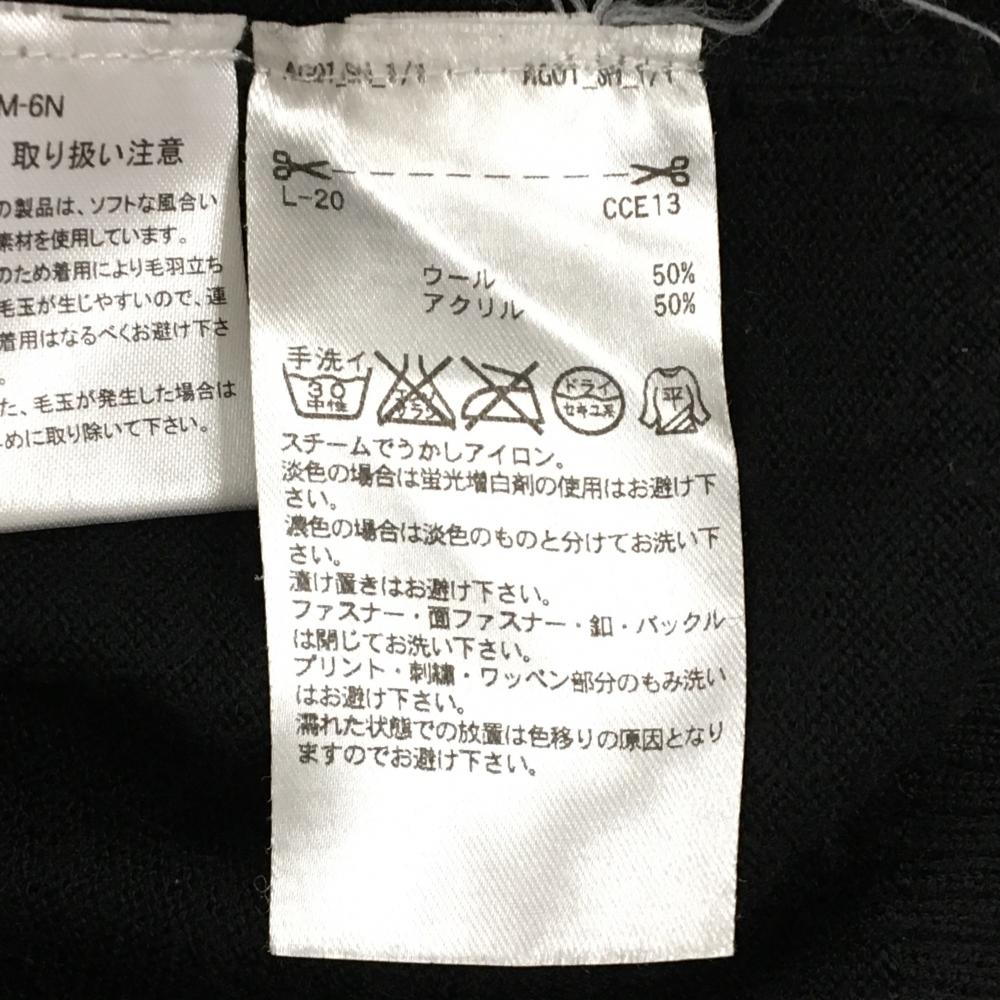 M-6N
取り扱い注意
の製品は、ソフトな風合い
素材を使用しています。
のため着用により毛羽立ち
毛玉が生じやすいので、連
着用はなるべくお避け下さ
。
た、毛玉が発生した場合は
めに取り除いて下さい。
AG01_SM_1/1 AG01_SM_1/1
L-20 CCE13
ウール 50%
アクリル 50%
手洗イ
30
中性
エンソ
サラシ
ドライ
セキユ系
平
スチームでうかしアイロン。
淡色の場合は蛍光増白剤の使用はお避け下
さい。
濃色の場合は淡色のものと分けてお洗い下
さい。
漬け置きはお避け下さい。
ファスナー・面ファスナー・釦・バックル
は閉じてお洗い下さい。
プリント・刺繍・ワッペン部分のもみ洗い
はお避け下さい。
濡れた状態での放置は色移りの原因となり
ますのでお避け下さい。